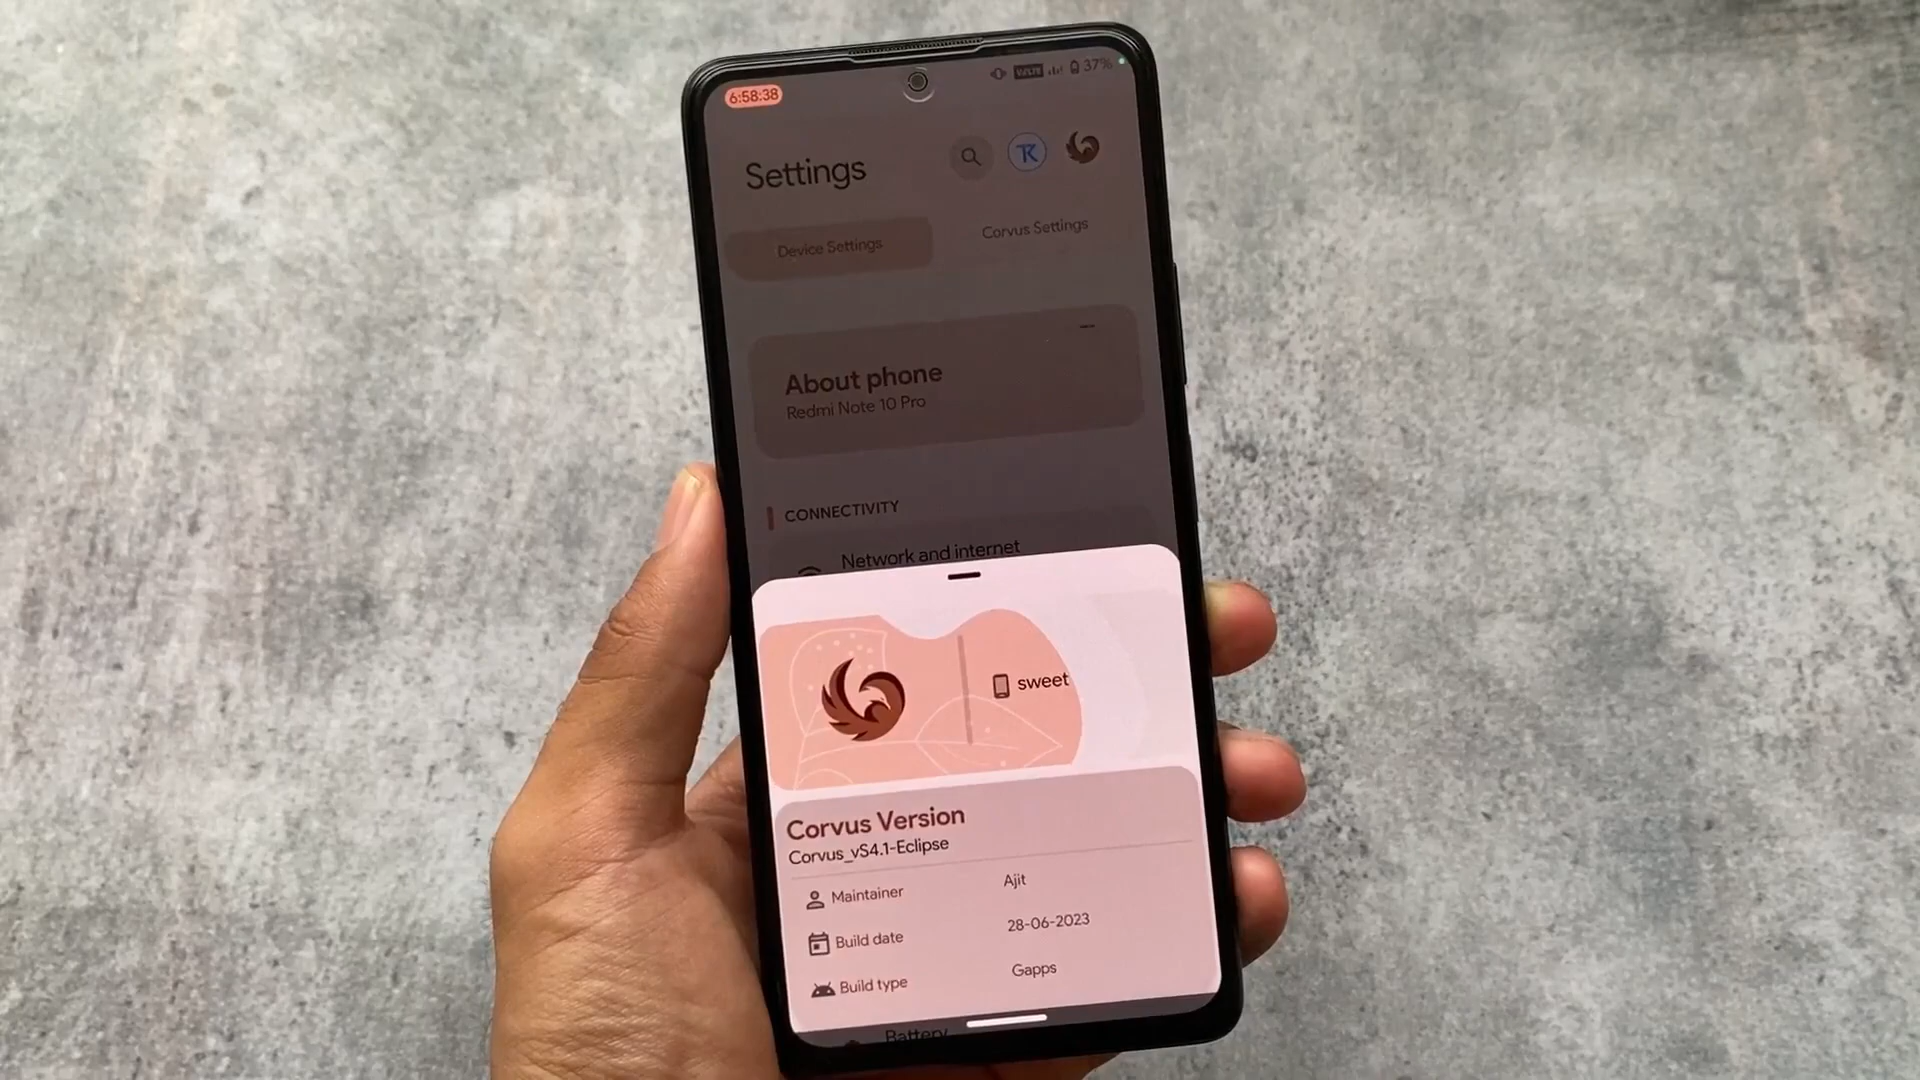 6:58:38
VoLTE 37%
Settings
Device Settings
Corvus Settings
About phone
Redmi Note 10 Pro
CONNECTIVITY
Network and internet
sweet
Corvus Version
Corvus_vS4.1-Eclipse
Maintainer Ajit
Build date 28-06-2023
Build type Gapps
Battery